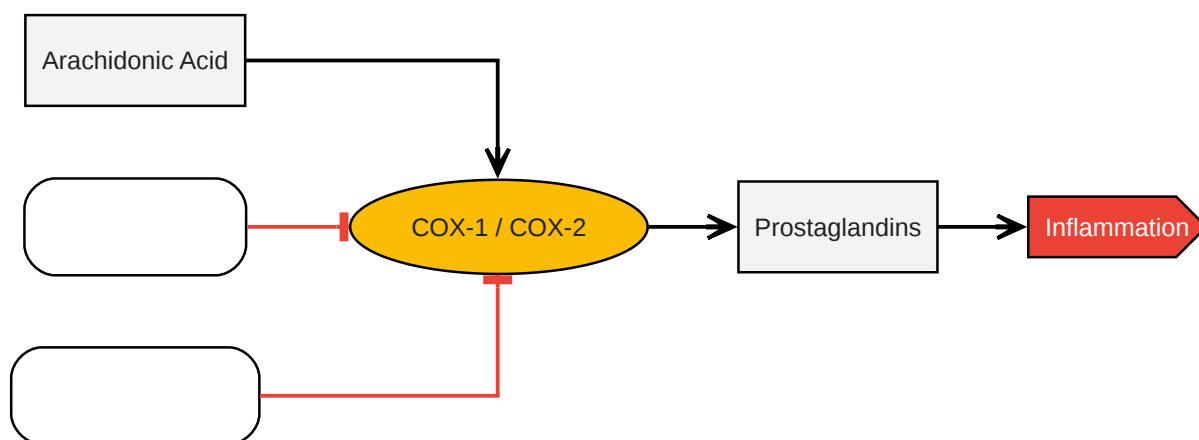 Arachidonic Acid
COX-1 / COX-2
Prostaglandins
Inflammation